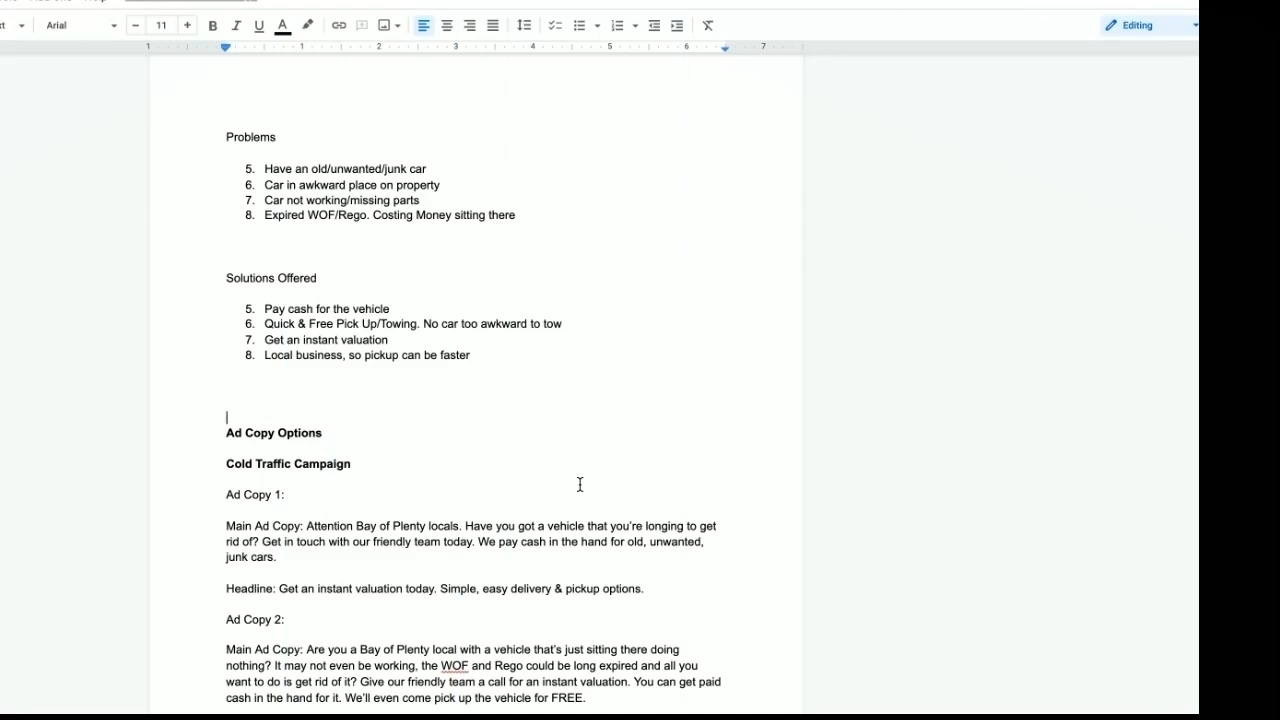 Arial
11
Editing
1 1 2 3 4 5 6 7
Problems
5. Have an old/unwanted/junk car
6. Car in awkward place on property
7. Car not working/missing parts
8. Expired WOF/Rego. Costing Money sitting there
Solutions Offered
5. Pay cash for the vehicle
6. Quick & Free Pick Up/Towing. No car too awkward to tow
7. Get an instant valuation
8. Local business, so pickup can be faster
Ad Copy Options
Cold Traffic Campaign
Ad Copy 1:
Main Ad Copy: Attention Bay of Plenty locals. Have you got a vehicle that you're longing to get
rid of? Get in touch with our friendly team today. We pay cash in the hand for old, unwanted,
junk cars.
Headline: Get an instant valuation today. Simple, easy delivery & pickup options.
Ad Copy 2:
Main Ad Copy: Are you a Bay of Plenty local with a vehicle that's just sitting there doing
nothing? It may not even be working, the WOF and Rego could be long expired and all you
want to do is get rid of it? Give our friendly team a call for an instant valuation. You can get paid
cash in the hand for it. We'll even come pick up the vehicle for FREE.